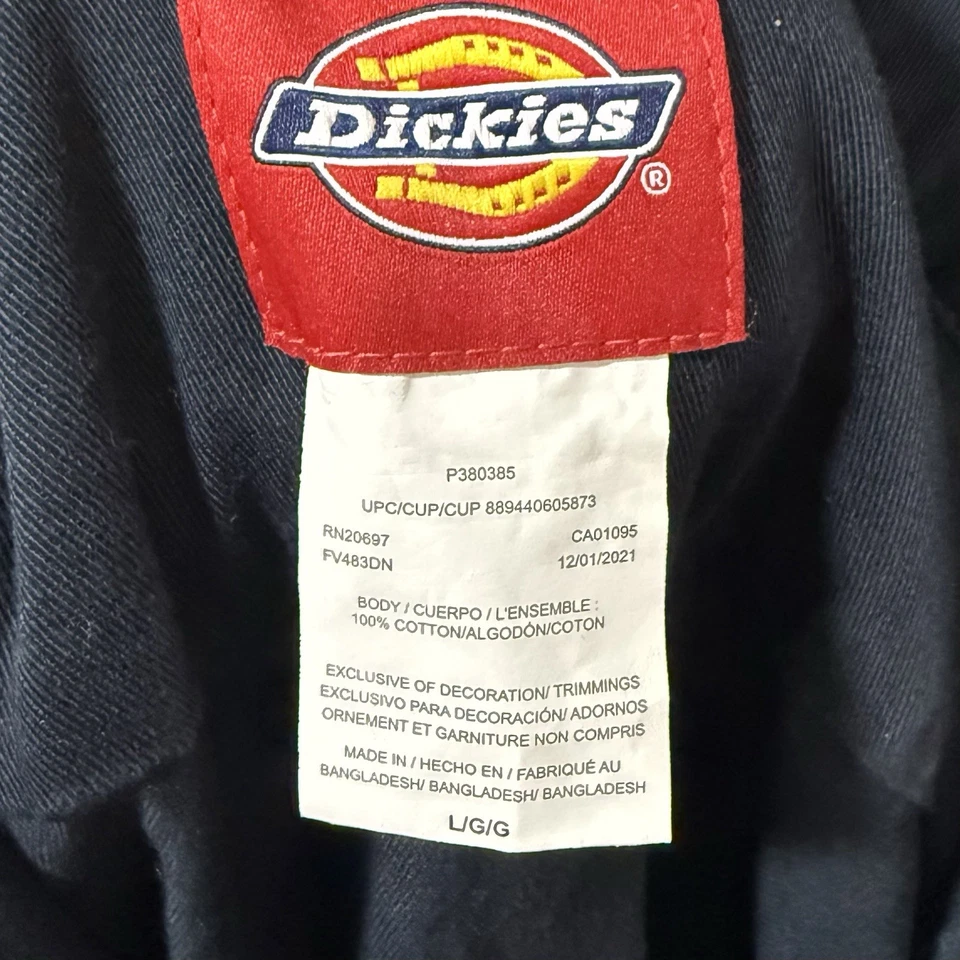 Dickies
®
P380385
UPC/CUP/CUP 889440605873
RN20697 CA01095
FV483DN 12/01/2021
BODY / CUERPO / L'ENSEMBLE :
100% COTTON/ALGODÓN/COTON
EXCLUSIVE OF DECORATION/ TRIMMINGS
EXCLUSIVO PARA DECORACIÓN/ ADORNOS
ORNEMENT ET GARNITURE NON COMPRIS
MADE IN / HECHO EN / FABRIQUÉ AU
BANGLADESH/ BANGLADESH/ BANGLADESH
L/G/G